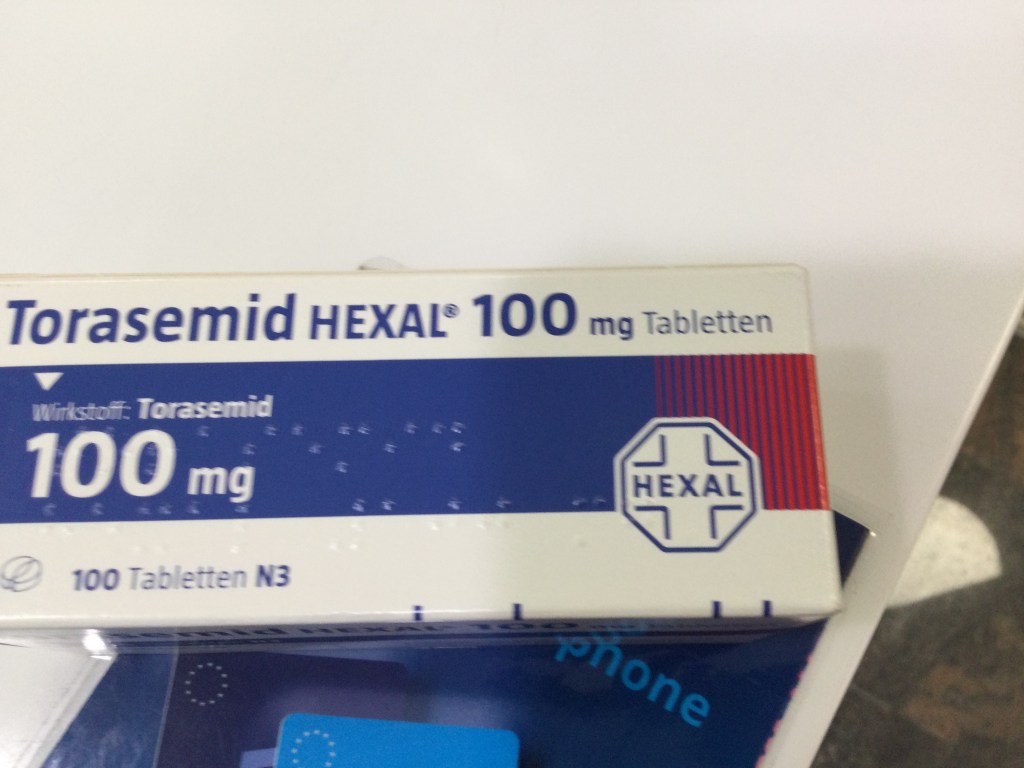 Torasemid HEXAL® 100 mg Tabletten
Wirkstoff: Torasemid
100 mg
HEXAL
100 Tabletten N3
phone